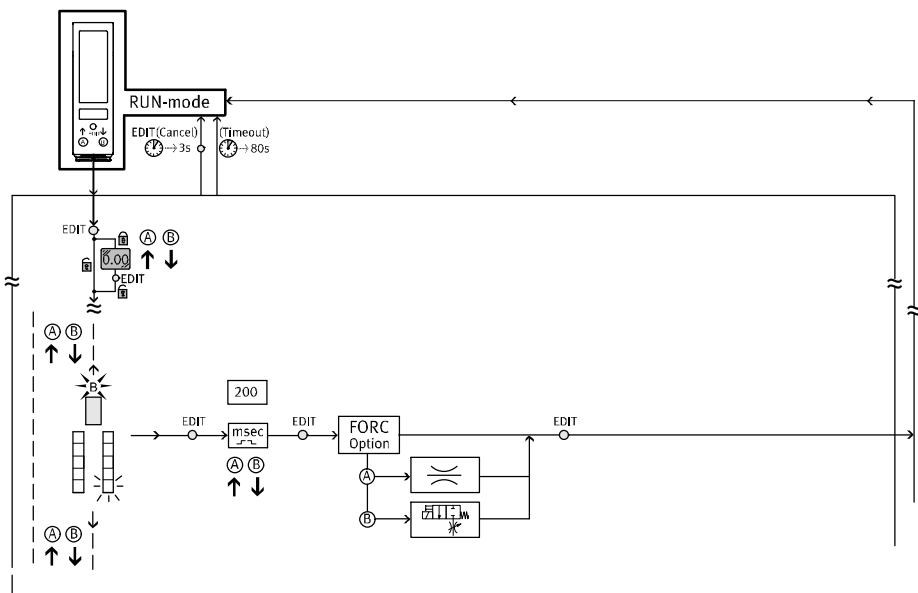 RUN-mode
A B
EDIT(Cancel) (Timeout)
3s 80s
EDIT A B
0.00
EDIT
A B
B
200
EDIT EDIT EDIT
msec FORC
Option
A B
A
B
A B